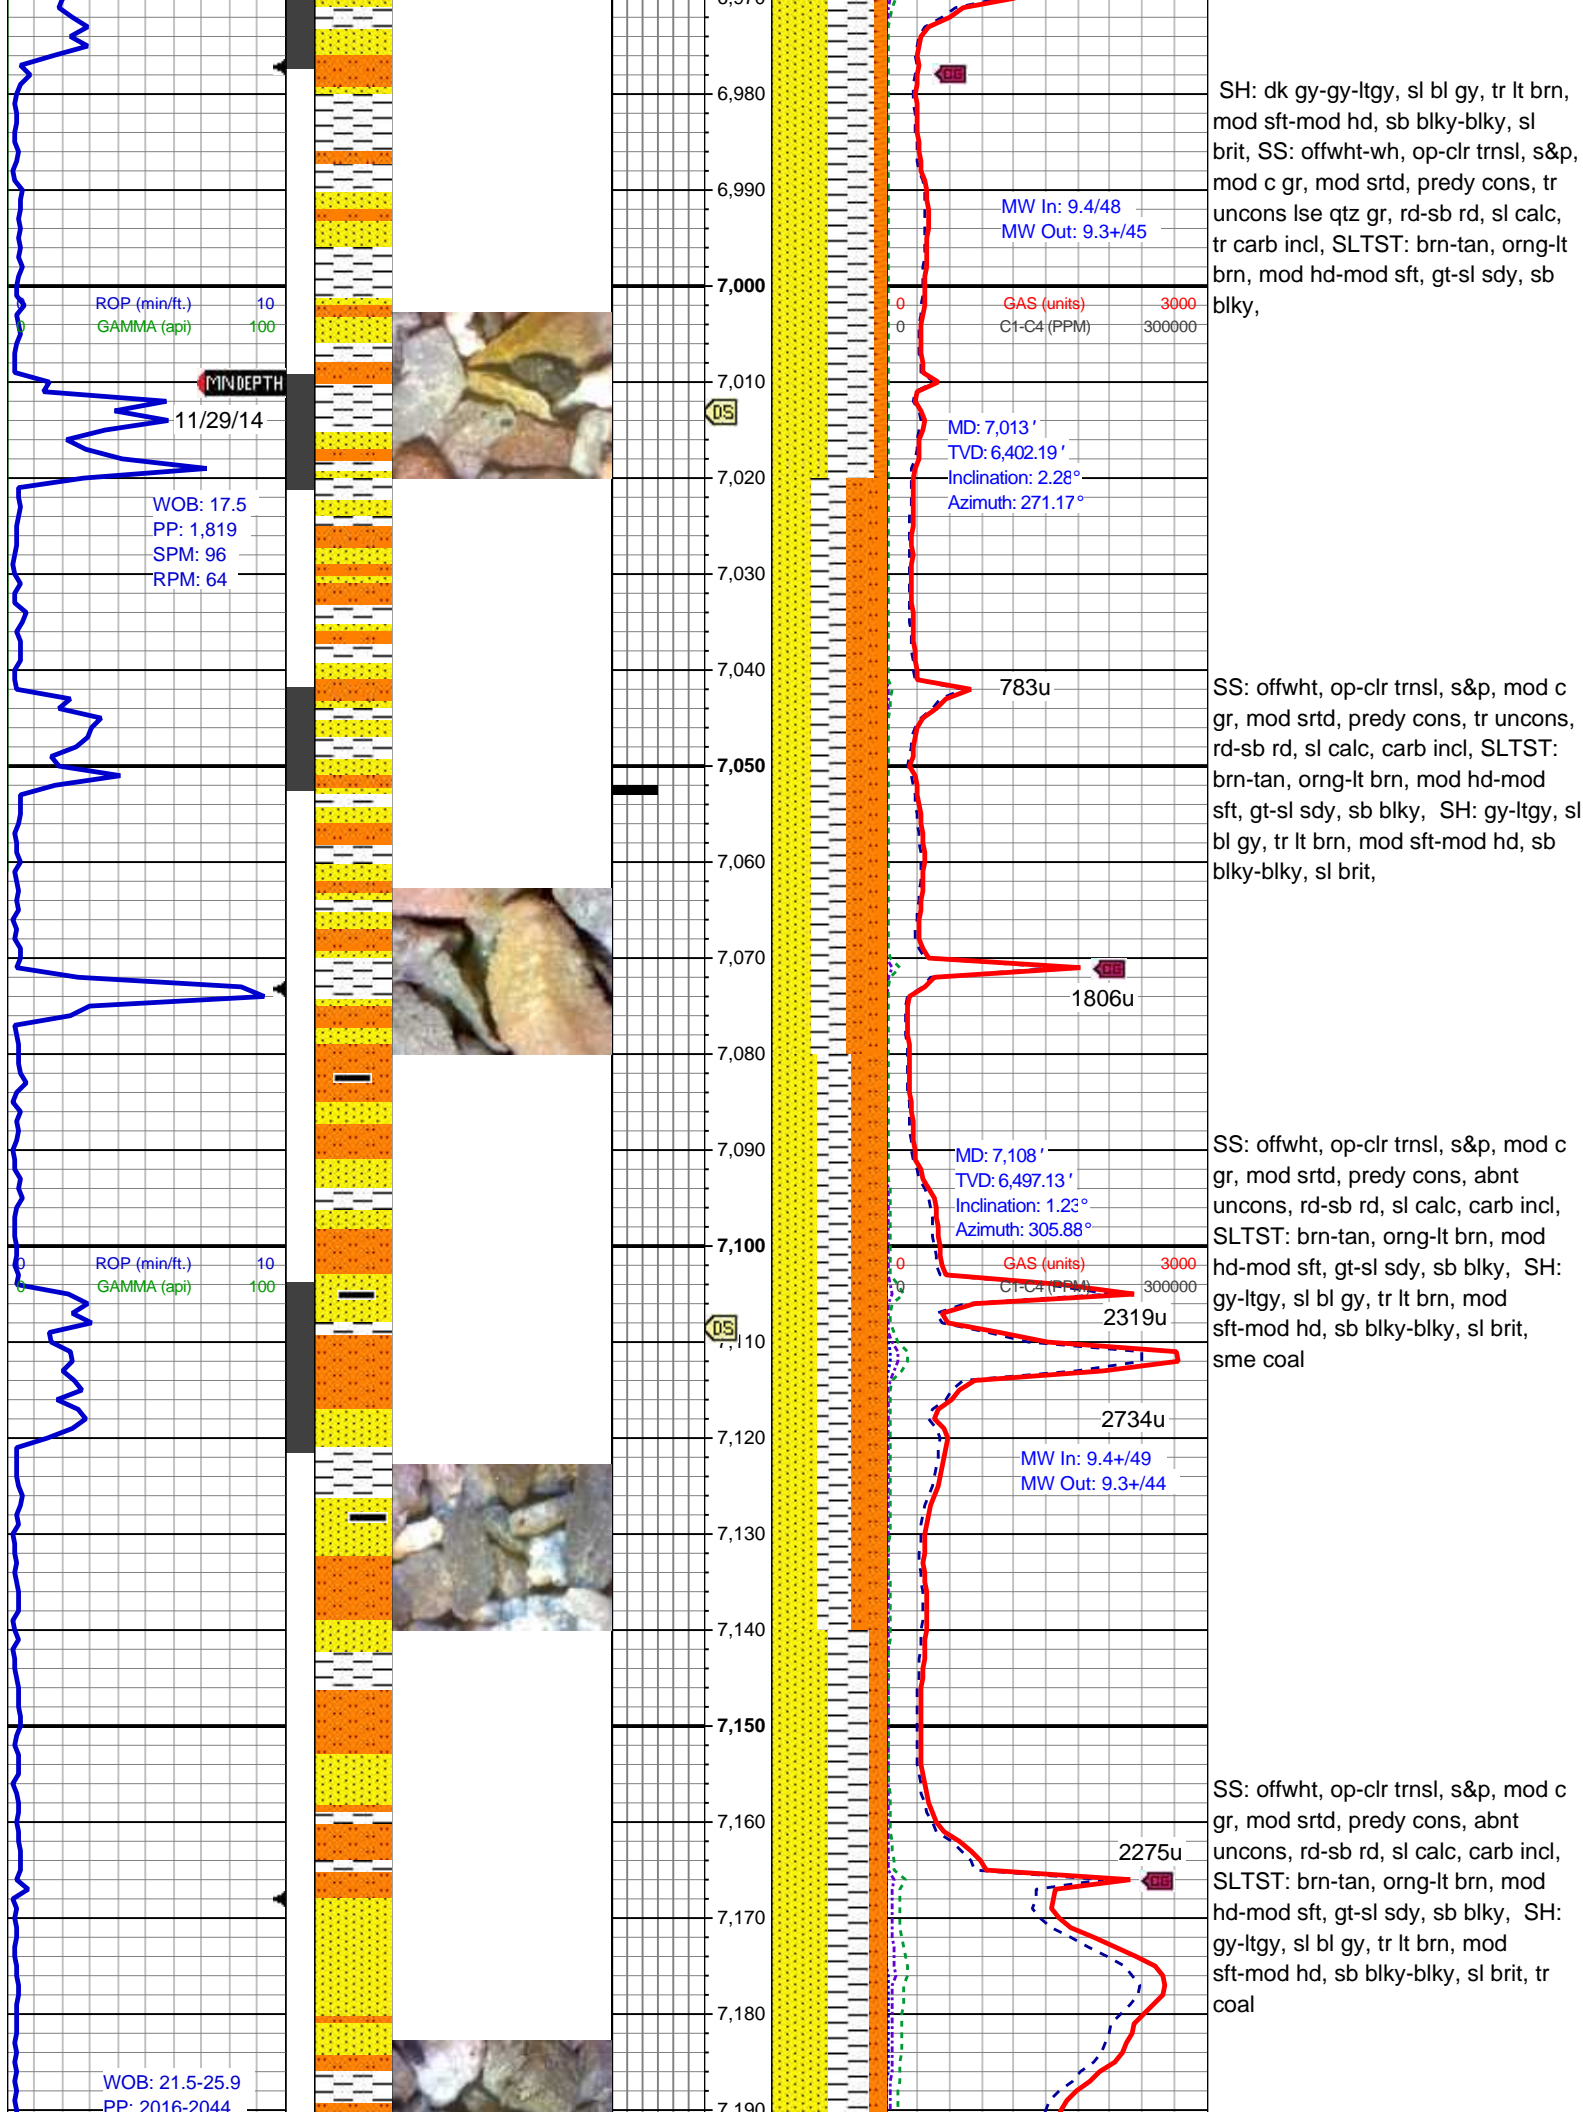 6,970
CG
6,980
SH: dk gy-gy-ltgy, sl bl gy, tr lt brn,
mod sft-mod hd, sb blky-blky, sl
brit, SS: offwht-wh, op-clr trnsl, s&p,
mod c gr, mod srtd, predy cons, tr
uncons lse qtz gr, rd-sb rd, sl calc,
tr carb incl, SLTST: brn-tan, orng-lt
brn, mod hd-mod sft, gt-sl sdy, sb
blky,
6,990
MW In: 9.4/48
MW Out: 9.3+/45
7,000
0 ROP (min/ft.) 10
0 GAMMA (api) 100
0 GAS (units) 3000
0 C1-C4 (PPM) 300000
MNDEPTH
7,010
11/29/14
DS
MD: 7,013 '
TVD: 6,402.19 '
Inclination: 2.28°
Azimuth: 271.17°
7,020
WOB: 17.5
PP: 1,819
SPM: 96
RPM: 64
7,030
7,040
783u
SS: offwht, op-clr trnsl, s&p, mod c
gr, mod srtd, predy cons, tr uncons,
rd-sb rd, sl calc, carb incl, SLTST:
brn-tan, orng-lt brn, mod hd-mod
sft, gt-sl sdy, sb blky,  SH: gy-ltgy, sl
bl gy, tr lt brn, mod sft-mod hd, sb
blky-blky, sl brit,
7,050
7,060
7,070
CG
1806u
7,080
7,090
MD: 7,108 '
TVD: 6,497.13 '
Inclination: 1.23°
Azimuth: 305.88°
SS: offwht, op-clr trnsl, s&p, mod c
gr, mod srtd, predy cons, abnt
uncons, rd-sb rd, sl calc, carb incl,
SLTST: brn-tan, orng-lt brn, mod
hd-mod sft, gt-sl sdy, sb blky,  SH:
gy-ltgy, sl bl gy, tr lt brn, mod
sft-mod hd, sb blky-blky, sl brit,
sme coal
7,100
0 ROP (min/ft.) 10
0 GAMMA (api) 100
0 GAS (units) 3000
0 C1-C4 (PPM) 300000
2319u
DS
7,110
2734u
7,120
MW In: 9.4+/49
MW Out: 9.3+/44
7,130
7,140
7,150
7,160
2275u
CG
SS: offwht, op-clr trnsl, s&p, mod c
gr, mod srtd, predy cons, abnt
uncons, rd-sb rd, sl calc, carb incl,
SLTST: brn-tan, orng-lt brn, mod
hd-mod sft, gt-sl sdy, sb blky,  SH:
gy-ltgy, sl bl gy, tr lt brn, mod
sft-mod hd, sb blky-blky, sl brit, tr
coal
7,170
7,180
WOB: 21.5-25.9
PP: 2016-2044
7,190